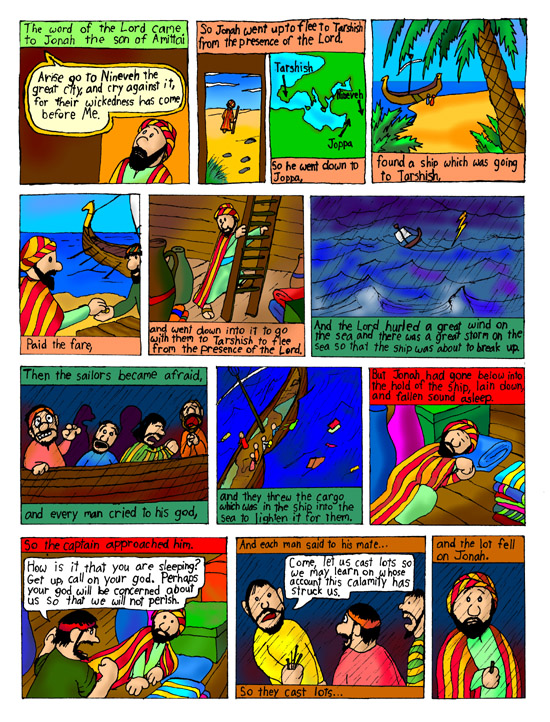 The word of the Lord came
to Jonah the son of Amittai
Arise go to Nineveh the
great city, and cry against it,
for their wickedness has come
before Me.
So Jonah went up to flee to Tarshish
from the presence of the Lord.
Tarshish
Nineveh
Joppa
So he went down to
Joppa,
found a ship which was going
to Tarshish,
Paid the fare,
and went down into it to go
with them to Tarshish to flee
from the presence of the Lord.
And the Lord hurled a great wind on
the sea and there was a great storm on the
sea so that the ship was about to break up.
Then the sailors became afraid,
and every man cried to his god,
and they threw the cargo
which was in the ship into the
sea to lighten it for them.
But Jonah had gone below into
the hold of the ship, lain down,
and fallen sound asleep.
So the captain approached him.
How is it that you are sleeping?
Get up, call on your god. Perhaps
your god will be concerned about
us so that we will not perish.
And each man said to his mate...
Come, let us cast lots so
we may learn on whose
account this calamity has
struck us.
So they cast lots...
and the lot fell
on Jonah.